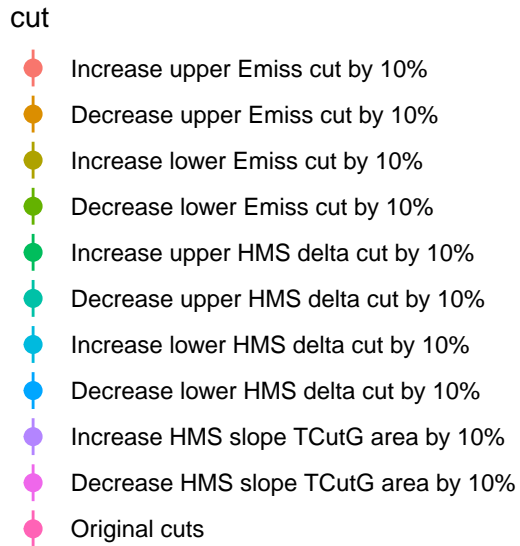 cut
Increase upper Emiss cut by 10%
Decrease upper Emiss cut by 10%
Increase lower Emiss cut by 10%
Decrease lower Emiss cut by 10%
Increase upper HMS delta cut by 10%
Decrease upper HMS delta cut by 10%
Increase lower HMS delta cut by 10%
Decrease lower HMS delta cut by 10%
Increase HMS slope TCutG area by 10%
Decrease HMS slope TCutG area by 10%
Original cuts